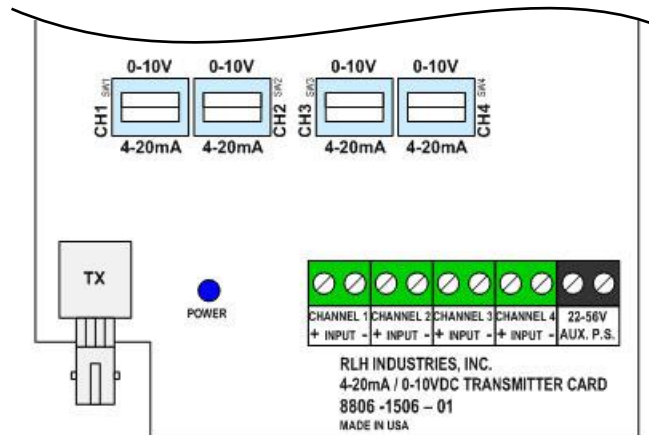 0-10V 0-10V 0-10V 0-10V
SW1 SW2 SW3 SW4
CH1 CH2 CH3 CH4
4-20mA 4-20mA 4-20mA 4-20mA
TX
POWER
CHANNEL 1 CHANNEL 2 CHANNEL 3 CHANNEL 4 22-56V
+ INPUT - + INPUT - + INPUT - + INPUT - AUX. P.S.
RLH INDUSTRIES, INC.
4-20mA / 0-10VDC TRANSMITTER CARD
8806 -1506 – 01
MADE IN USA